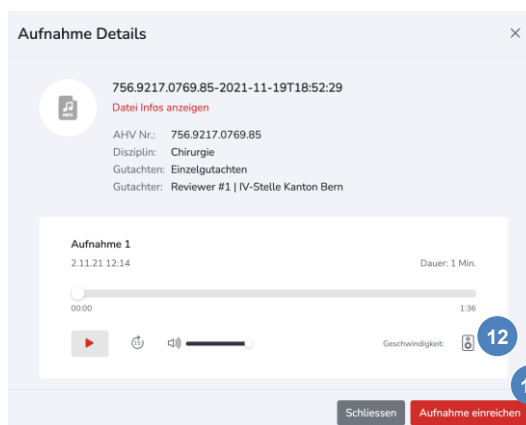 Aufnahme Details
756.9217.0769.85-2021-11-19T18:52:29
Datei Infos anzeigen
AHV Nr.: 756.9217.0769.85
Disziplin: Chirurgie
Gutachten: Einzelgutachten
Gutachter: Reviewer #1 | IV-Stelle Kanton Bern
Aufnahme 1
2.11.21 12:14 Dauer: 1 Min.
00:00 1:36
15 Geschwindigkeit: 12
Schliessen Aufnahme einreichen